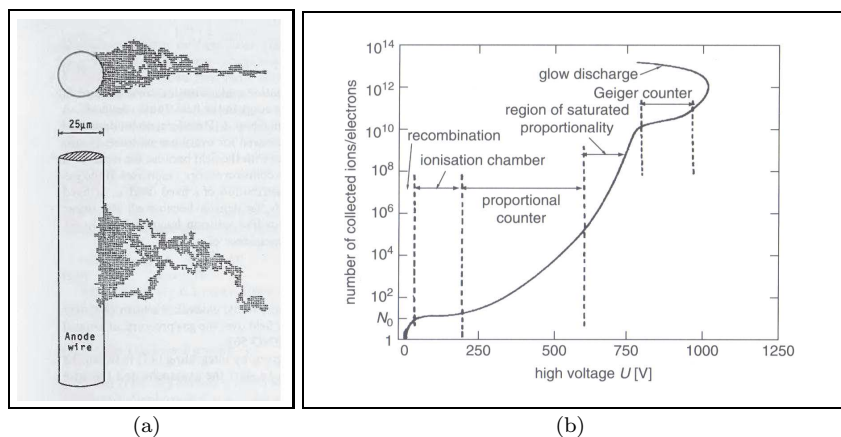 25μm
Anode
wire
(a)
number of collected ions/electrons
10^14
10^12
10^10
10^8
10^6
10^4
10^2
N_0
1
recombination
ionisation chamber
proportional
counter
region of saturated
proportionality
glow discharge
Geiger counter
0
250
500
750
1000
1250
high voltage U [V]
(b)